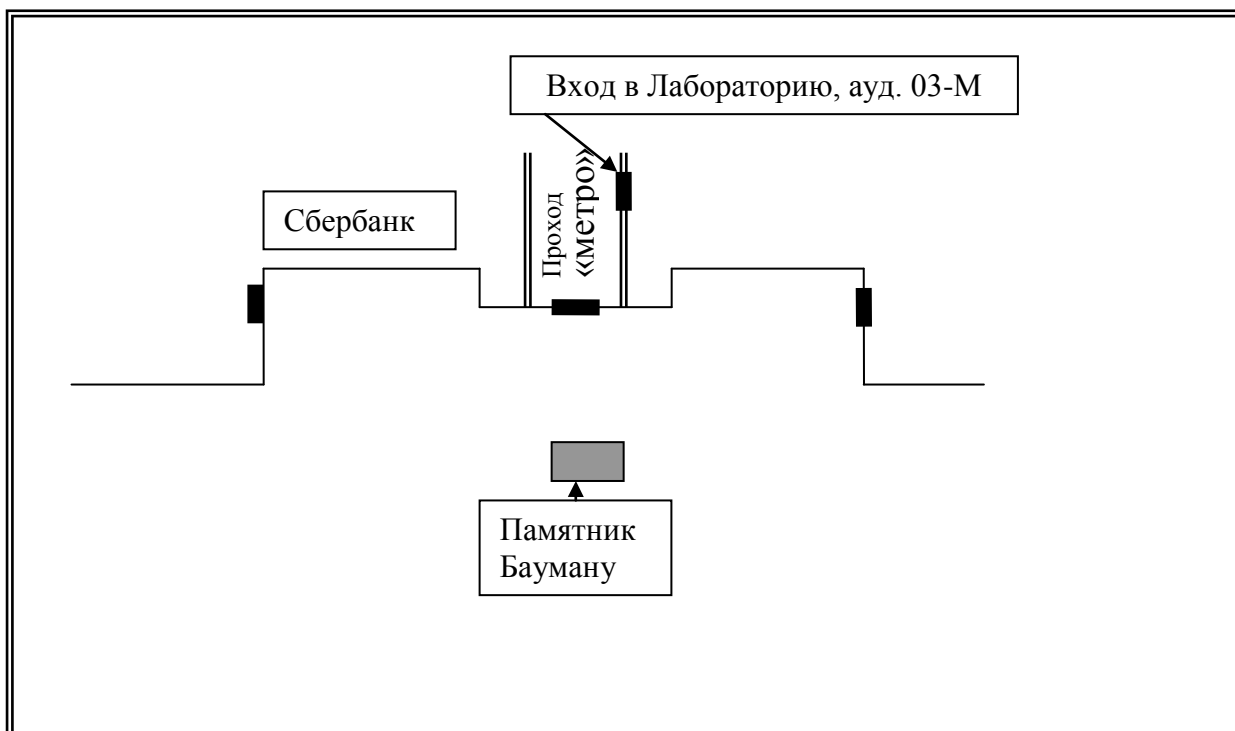 Вход в Лабораторию, ауд. 03-М
Проход
«метро»
Сбербанк
Памятник
Бауману